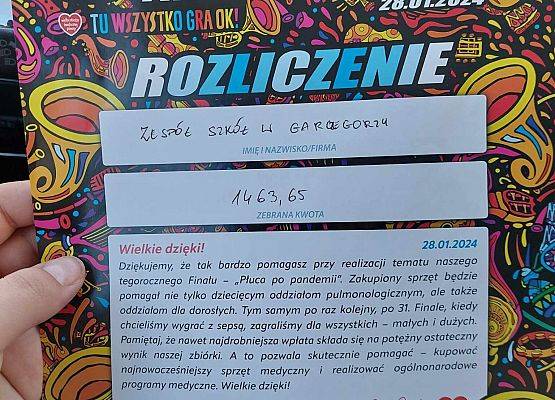 28.01.2024
TU WSZYSTKO GRA OK!
ROZLICZENIE
ZESPÓŁ SZKÓŁ W GARCZEGORZU
IMIĘ I NAZWISKO/FIRMA
1463,65
ZEBRANA KWOTA
Wielkie dzięki! 28.01.2024
Dziękujemy, że tak bardzo pomagasz przy realizacji tematu naszego
tegorocznego Finału – „Płuca po pandemii”. Zakupiony sprzęt będzie
pomagał nie tylko dziecięcym oddziałom pulmonologicznym, ale także
oddziałom dla dorosłych. Tym samym po raz kolejny, po 31. Finale, kiedy
chcieliśmy wygrać z sepsą, zagraliśmy dla wszystkich – małych i dużych.
Pamiętaj, że nawet najdrobniejsza wpłata składa się na potężny ostateczny
wynik naszej zbiórki. A to pozwala skutecznie pomagać – kupować
najnowocześniejszy sprzęt medyczny i realizować ogólnonarodowe
programy medyczne. Wielkie dzięki!